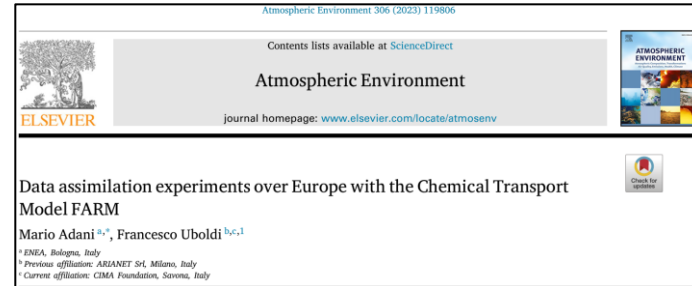 Atmospheric Environment 306 (2023) 119806
Contents lists available at ScienceDirect
Atmospheric Environment
journal homepage: www.elsevier.com/locate/atmosenv
ELSEVIER
ATMOSPHERIC
ENVIRONMENT
Check for
updates
Data assimilation experiments over Europe with the Chemical Transport
Model FARM
Mario Adani a,*, Francesco Uboldi b,c,1
a ENEA, Bologna, Italy
b Previous affiliation: ARIANET Srl, Milano, Italy
c Current affiliation: CIMA Foundation, Savona, Italy